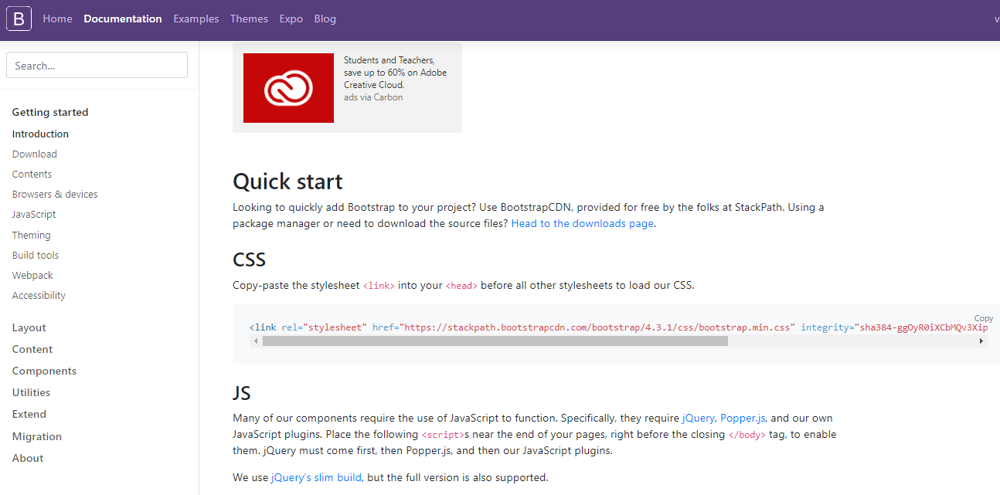 B Home Documentation Examples Themes Expo Blog v
Search...
Getting started
Introduction
Download
Contents
Browsers & devices
JavaScript
Theming
Build tools
Webpack
Accessibility
Layout
Content
Components
Utilities
Extend
Migration
About
Students and Teachers,
save up to 60% on Adobe
Creative Cloud.
ads via Carbon
Quick start
Looking to quickly add Bootstrap to your project? Use BootstrapCDN, provided for free by the folks at StackPath. Using a
package manager or need to download the source files? Head to the downloads page.
CSS
Copy-paste the stylesheet <link> into your <head> before all other stylesheets to load our CSS.
Copy
<link rel="stylesheet" href="https://stackpath.bootstrapcdn.com/bootstrap/4.3.1/css/bootstrap.min.css" integrity="sha384-ggOyR0iXCbMQv3Xip
JS
Many of our components require the use of JavaScript to function. Specifically, they require jQuery, Popper.js, and our own
JavaScript plugins. Place the following <script>s near the end of your pages, right before the closing </body> tag, to enable
them. jQuery must come first, then Popper.js, and then our JavaScript plugins.
We use jQuery's slim build, but the full version is also supported.